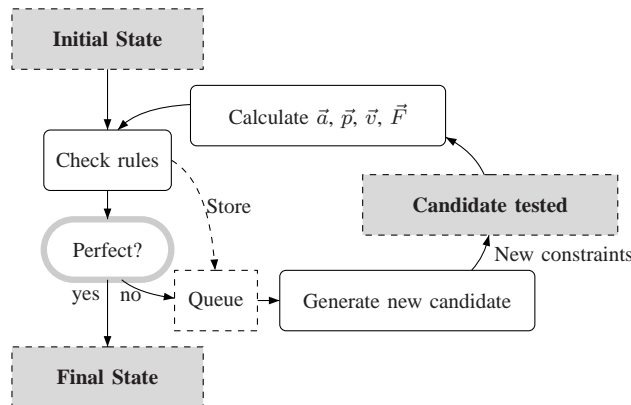 Initial State
Calculate a⃗, p⃗, v⃗, F⃗
Check rules
Store
Candidate tested
Perfect?
New constraints
yes no
Queue
Generate new candidate
Final State